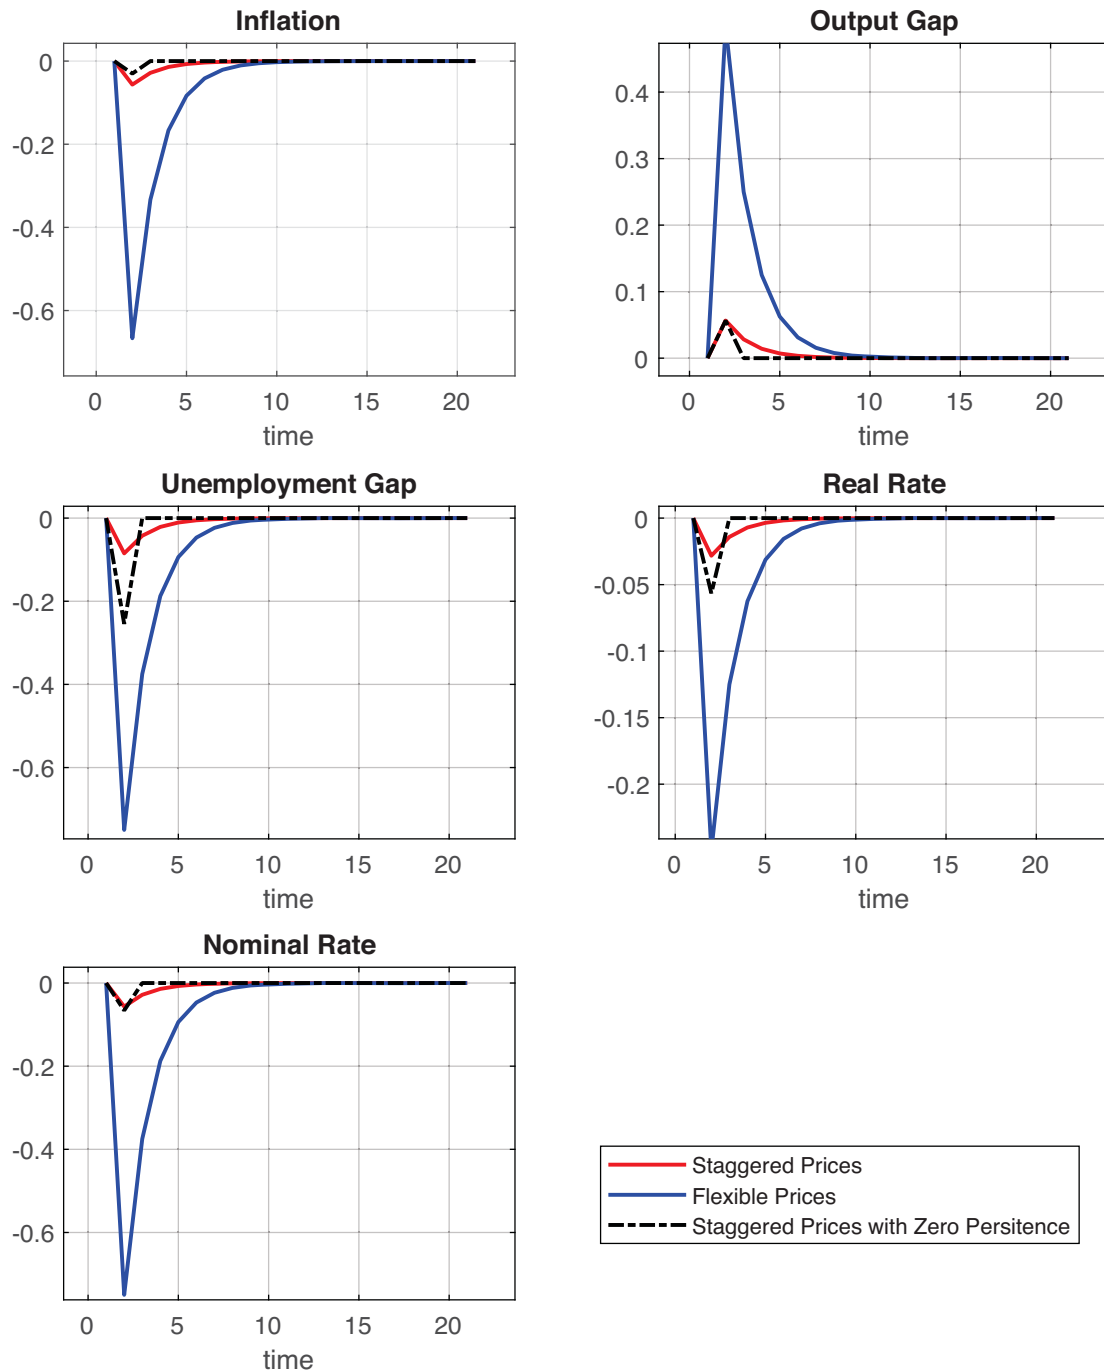 Inflation
0
-0.2
-0.4
-0.6
0 5 10 15 20
time
Output Gap
0.4
0.3
0.2
0.1
0
0 5 10 15 20
time
Unemployment Gap
0
-0.2
-0.4
-0.6
0 5 10 15 20
time
Real Rate
0
-0.05
-0.1
-0.15
-0.2
0 5 10 15 20
time
Nominal Rate
0
-0.2
-0.4
-0.6
0 5 10 15 20
time
Staggered Prices
Flexible Prices
Staggered Prices with Zero Persitence